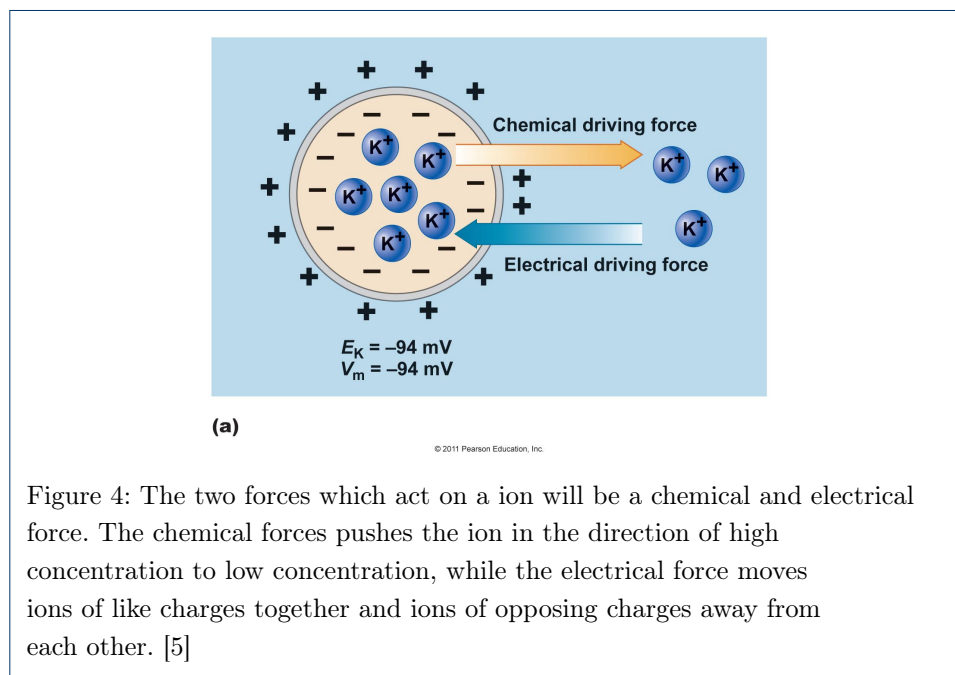 Chemical driving force
K+
K+
K+
K+
K+
K+
K+
K+
K+
Electrical driving force
EK = –94 mV
Vm = –94 mV
(a)
© 2011 Pearson Education, Inc.
Figure 4: The two forces which act on a ion will be a chemical and electrical
force. The chemical forces pushes the ion in the direction of high
concentration to low concentration, while the electrical force moves
ions of like charges together and ions of opposing charges away from
each other. [5]